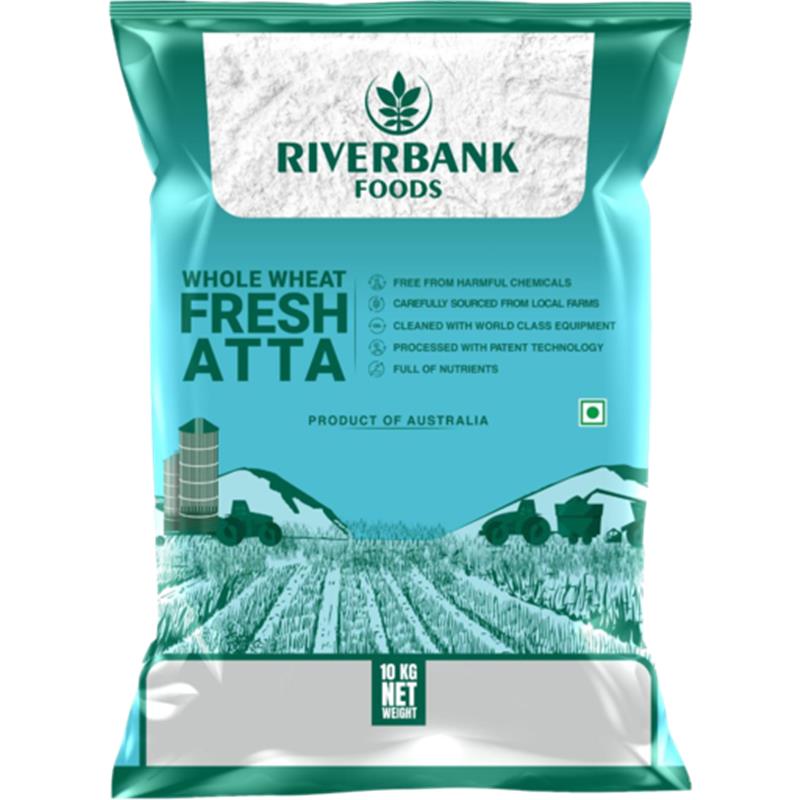 RIVERBANK
FOODS
WHOLE WHEAT
FRESH
ATTA
FREE FROM HARMFUL CHEMICALS
CAREFULLY SOURCED FROM LOCAL FARMS
CLEANED WITH WORLD CLASS EQUIPMENT
PROCESSED WITH PATENT TECHNOLOGY
FULL OF NUTRIENTS
PRODUCT OF AUSTRALIA
10 KG
NET
WEIGHT